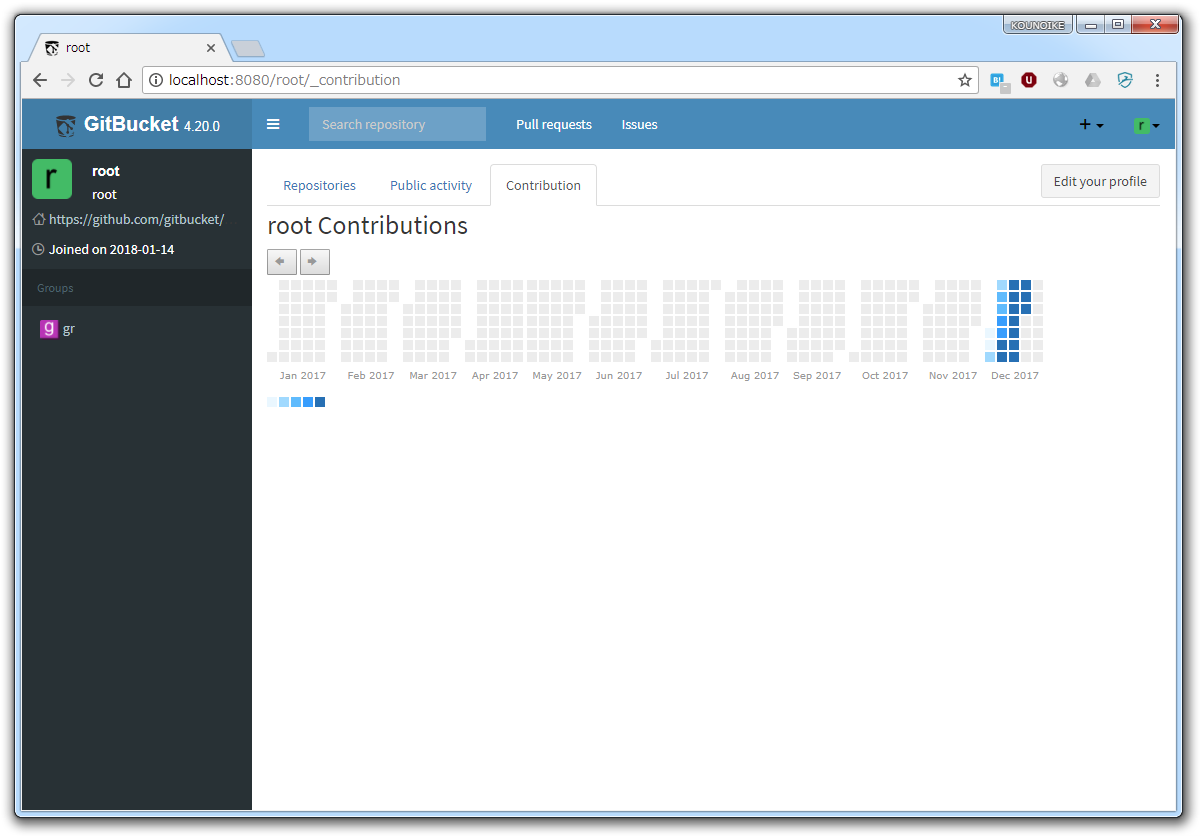 KOUNOIKE
root
localhost:8080/root/_contribution
GitBucket 4.20.0
Search repository
Pull requests
Issues
r
r
root
root
https://github.com/gitbucket/
Joined on 2018-01-14
Groups
g gr
Repositories
Public activity
Contribution
Edit your profile
root Contributions
Jan 2017 Feb 2017 Mar 2017 Apr 2017 May 2017 Jun 2017 Jul 2017 Aug 2017 Sep 2017 Oct 2017 Nov 2017 Dec 2017